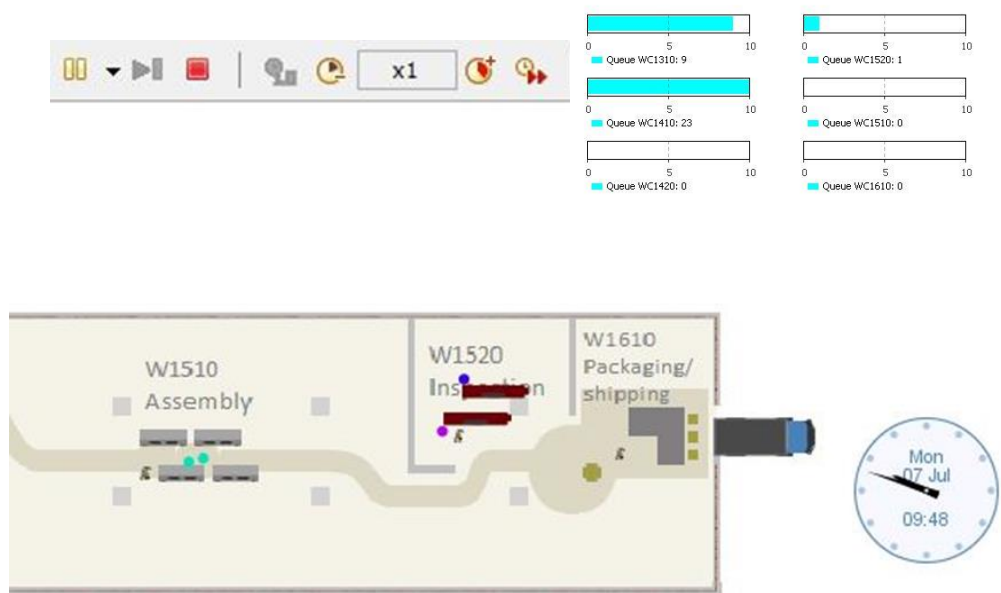 x1
0 5 10
Queue WC1310: 9
0 5 10
Queue WC1520: 1
0 5 10
Queue WC1410: 23
0 5 10
Queue WC1510: 0
0 5 10
Queue WC1420: 0
0 5 10
Queue WC1610: 0
W1510
Assembly
W1520
Inspection
W1610
Packaging/
shipping
Mon
07 Jul
09:48